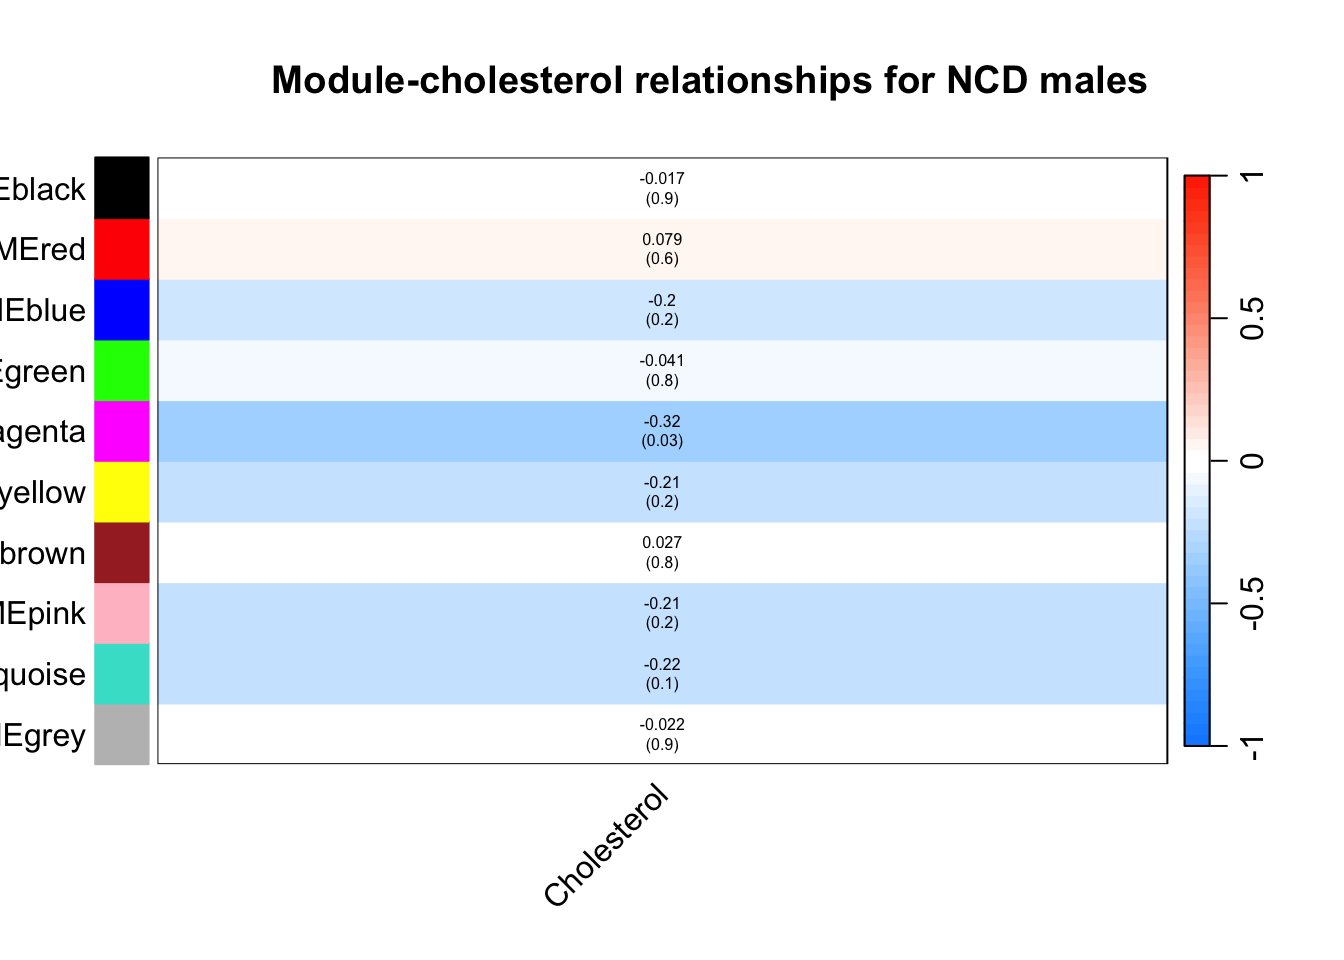 Module-cholesterol relationships for NCD males
Eblack
-0.017
(0.9)
MEred
0.079
(0.6)
Eblue
-0.2
(0.2)
Egreen
-0.041
(0.8)
agenta
-0.32
(0.03)
yellow
-0.21
(0.2)
brown
0.027
(0.8)
MEpink
-0.21
(0.2)
quoise
-0.22
(0.1)
Egrey
-0.022
(0.9)
Cholesterol
1
0.5
0
-0.5
-1